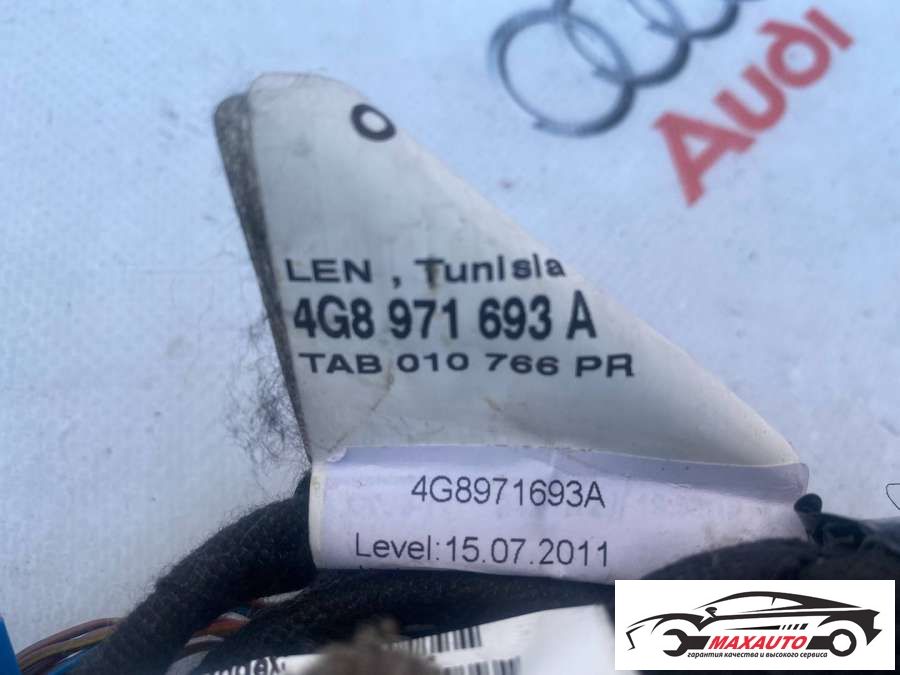 Audi
O
LEN , Tunisia
4G8 971 693 A
TAB 010 766 PR
4G8971693A
Level:15.07.2011
MAXAUTO
гарантия качества и высокого сервиса